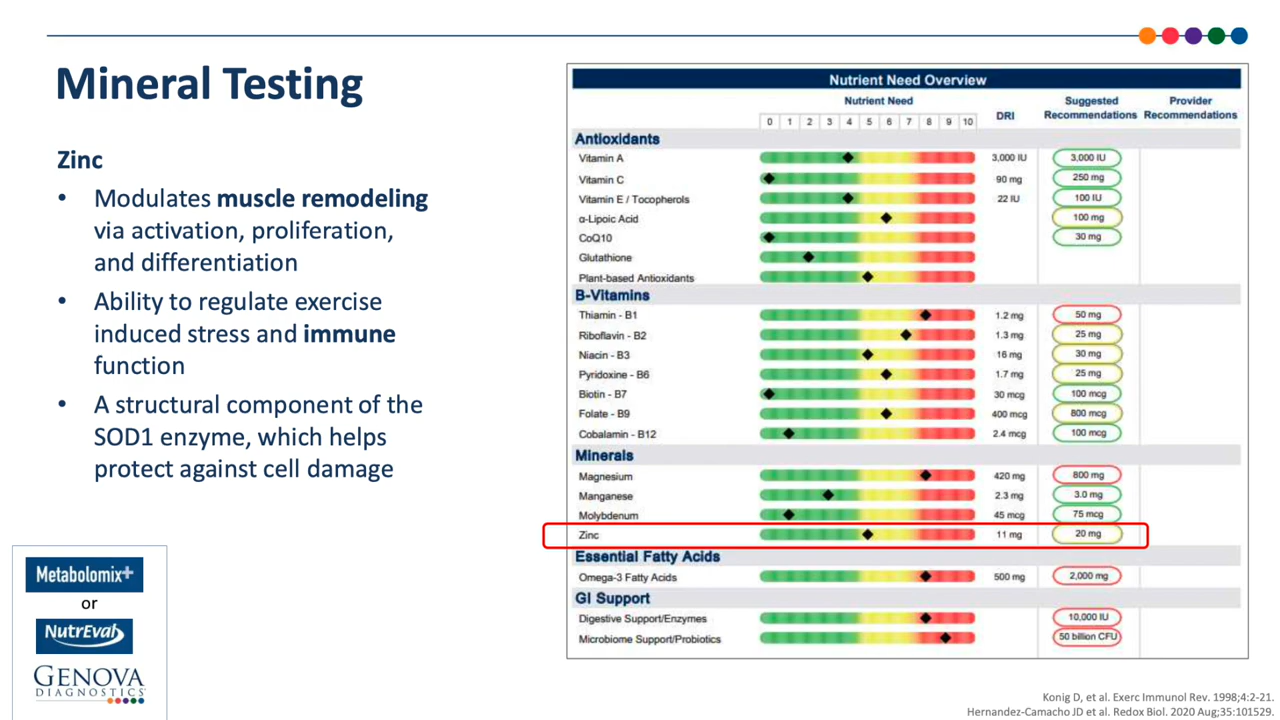 Mineral Testing
Zinc
• Modulates muscle remodeling
via activation, proliferation,
and differentiation
• Ability to regulate exercise
induced stress and immune
function
• A structural component of the
SOD1 enzyme, which helps
protect against cell damage
Metabolomix+
or
NutrEval
GENOVA
DIAGNOSTICS
Nutrient Need Overview
Nutrient Need DRI Suggested Recommendations Provider Recommendations
0 1 2 3 4 5 6 7 8 9 10
Antioxidants
Vitamin A 3,000 IU 3,000 IU
Vitamin C 90 mg 250 mg
Vitamin E / Tocopherols 22 IU 100 IU
α-Lipoic Acid 100 mg
CoQ10 30 mg
Glutathione
Plant-based Antioxidants
B-Vitamins
Thiamin - B1 1.2 mg 50 mg
Riboflavin - B2 1.3 mg 25 mg
Niacin - B3 16 mg 30 mg
Pyridoxine - B6 1.7 mg 25 mg
Biotin - B7 30 mcg 100 mcg
Folate - B9 400 mcg 800 mcg
Cobalamin - B12 2.4 mcg 100 mcg
Minerals
Magnesium 420 mg 800 mg
Manganese 2.3 mg 3.0 mg
Molybdenum 45 mcg 75 mcg
Zinc 11 mg 20 mg
Essential Fatty Acids
Omega-3 Fatty Acids 500 mg 2,000 mg
GI Support
Digestive Support/Enzymes 10,000 IU
Microbiome Support/Probiotics 50 billion CFU
Konig D, et al. Exerc Immunol Rev. 1998;4:2-21.
Hernandez-Camacho JD et al. Redox Biol. 2020 Aug;35:101529.